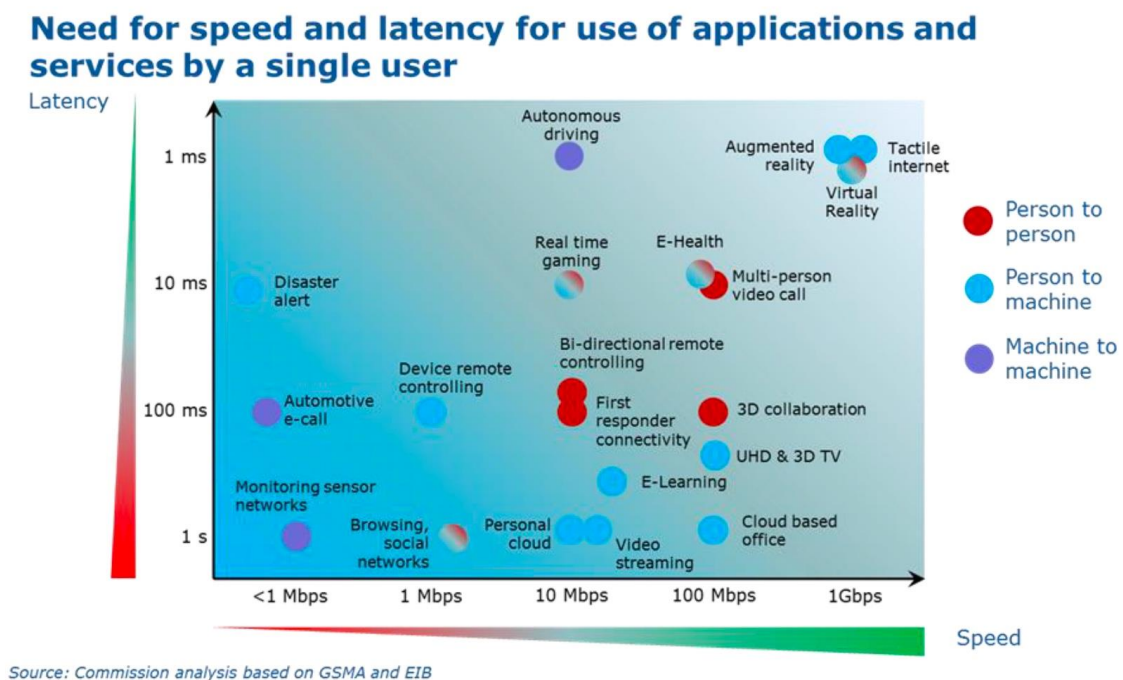 Need for speed and latency for use of applications and
services by a single user
Latency
Autonomous
driving
1 ms
Augmented
reality
Tactile
internet
Virtual
Reality
Person to
person
Real time
gaming
E-Health
10 ms
Disaster
alert
Multi-person
video call
Person to
machine
Bi-directional remote
controlling
Device remote
controlling
Machine to
machine
100 ms
Automotive
e-call
First
responder
connectivity
3D collaboration
UHD & 3D TV
E-Learning
Monitoring sensor
networks
1 s
Browsing,
social
networks
Personal
cloud
Video
streaming
Cloud based
office
<1 Mbps
1 Mbps
10 Mbps
100 Mbps
1Gbps
Speed
Source: Commission analysis based on GSMA and EIB